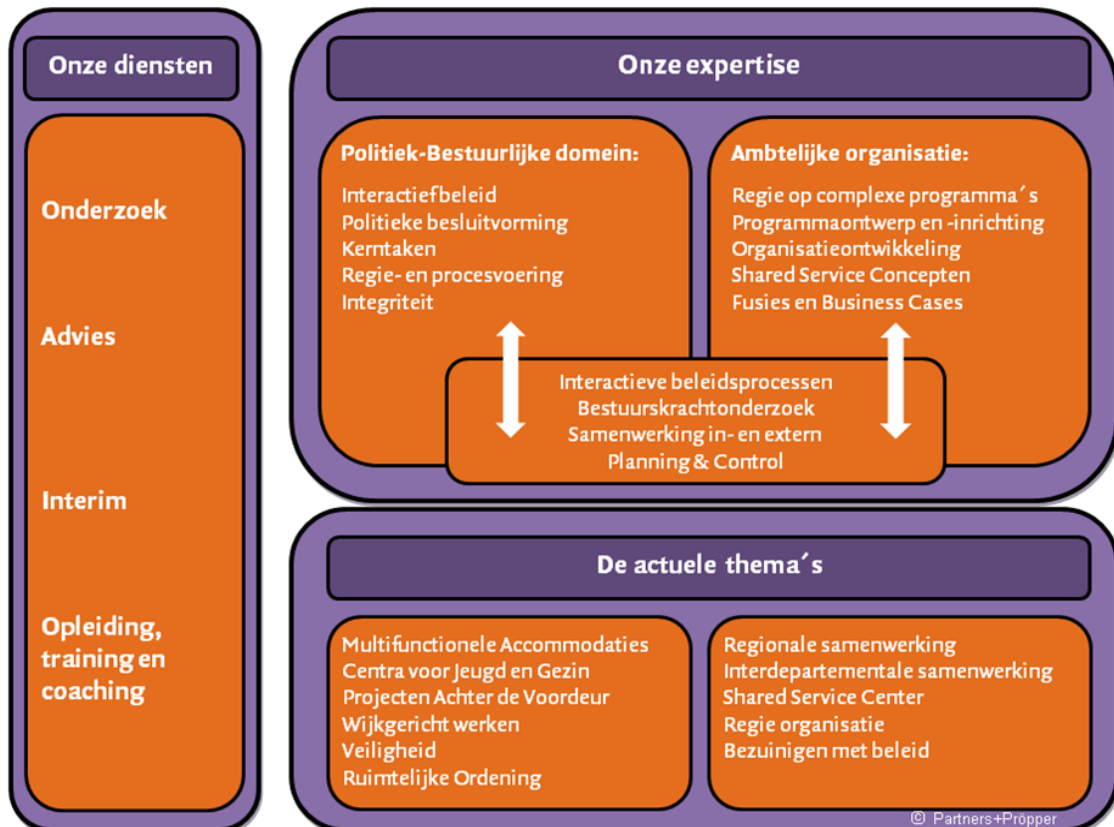 Onze diensten
Onderzoek
Advies
Interim
Opleiding,
training en
coaching
Onze expertise
Politiek-Bestuurlijke domein:
Interactief beleid
Politieke besluitvorming
Kerntaken
Regie- en procesvoering
Integriteit
Ambtelijke organisatie:
Regie op complexe programma´s
Programmaontwerp en -inrichting
Organisatieontwikkeling
Shared Service Concepten
Fusies en Business Cases
Interactieve beleidsprocessen
Bestuurskrachtonderzoek
Samenwerking in- en extern
Planning & Control
De actuele thema´s
Multifunctionele Accommodaties
Centra voor Jeugd en Gezin
Projecten Achter de Voordeur
Wijkgericht werken
Veiligheid
Ruimtelijke Ordening
Regionale samenwerking
Interdepartementale samenwerking
Shared Service Center
Regie organisatie
Bezuinigen met beleid
© Partners+Pröpper